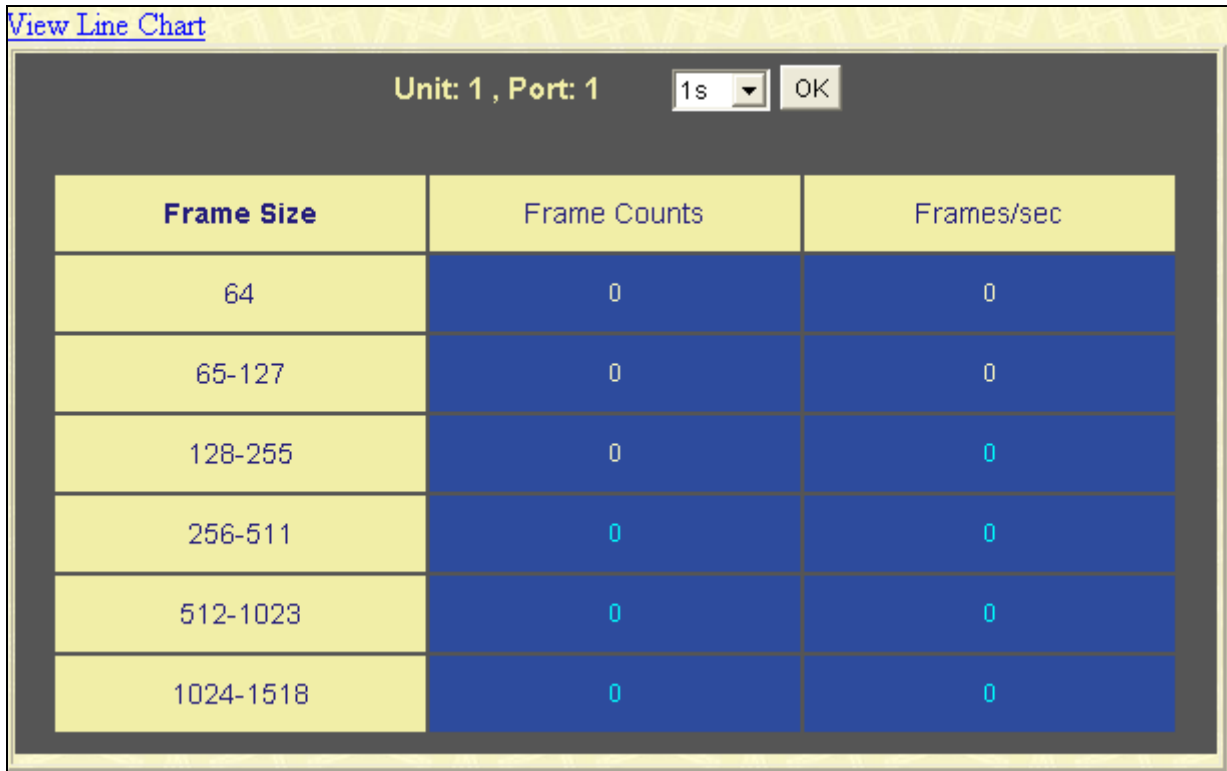 View Line Chart
Unit: 1 , Port: 1 1s OK
Frame Size Frame Counts Frames/sec
64 0 0
65-127 0 0
128-255 0 0
256-511 0 0
512-1023 0 0
1024-1518 0 0